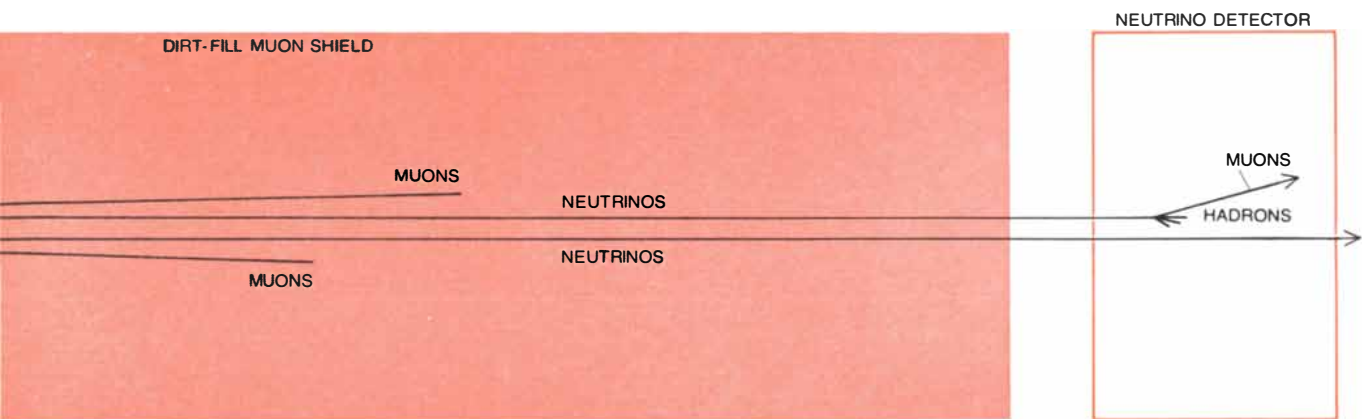 NEUTRINO DETECTOR
DIRT-FILL MUON SHIELD
MUONS
MUONS
NEUTRINOS
HADRONS
NEUTRINOS
MUONS